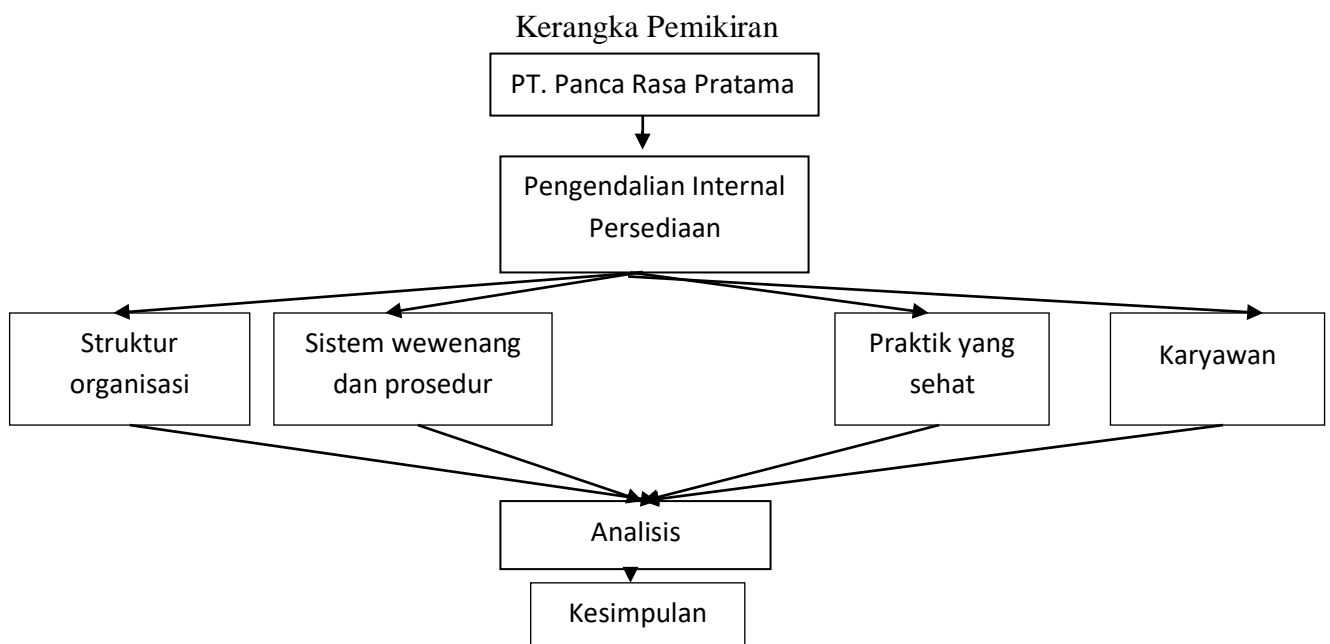 Kerangka Pemikiran
PT. Panca Rasa Pratama
Pengendalian Internal
Persediaan
Struktur
organisasi
Sistem wewenang
dan prosedur
Praktik yang
sehat
Karyawan
Analisis
Kesimpulan